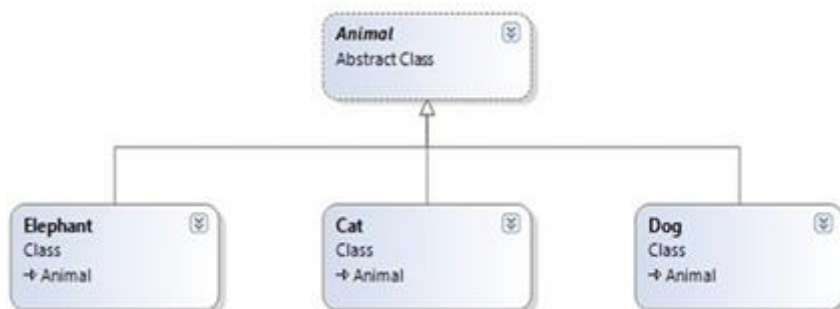 Animal
Abstract Class
Elephant
Class
Animal
Cat
Class
Animal
Dog
Class
Animal